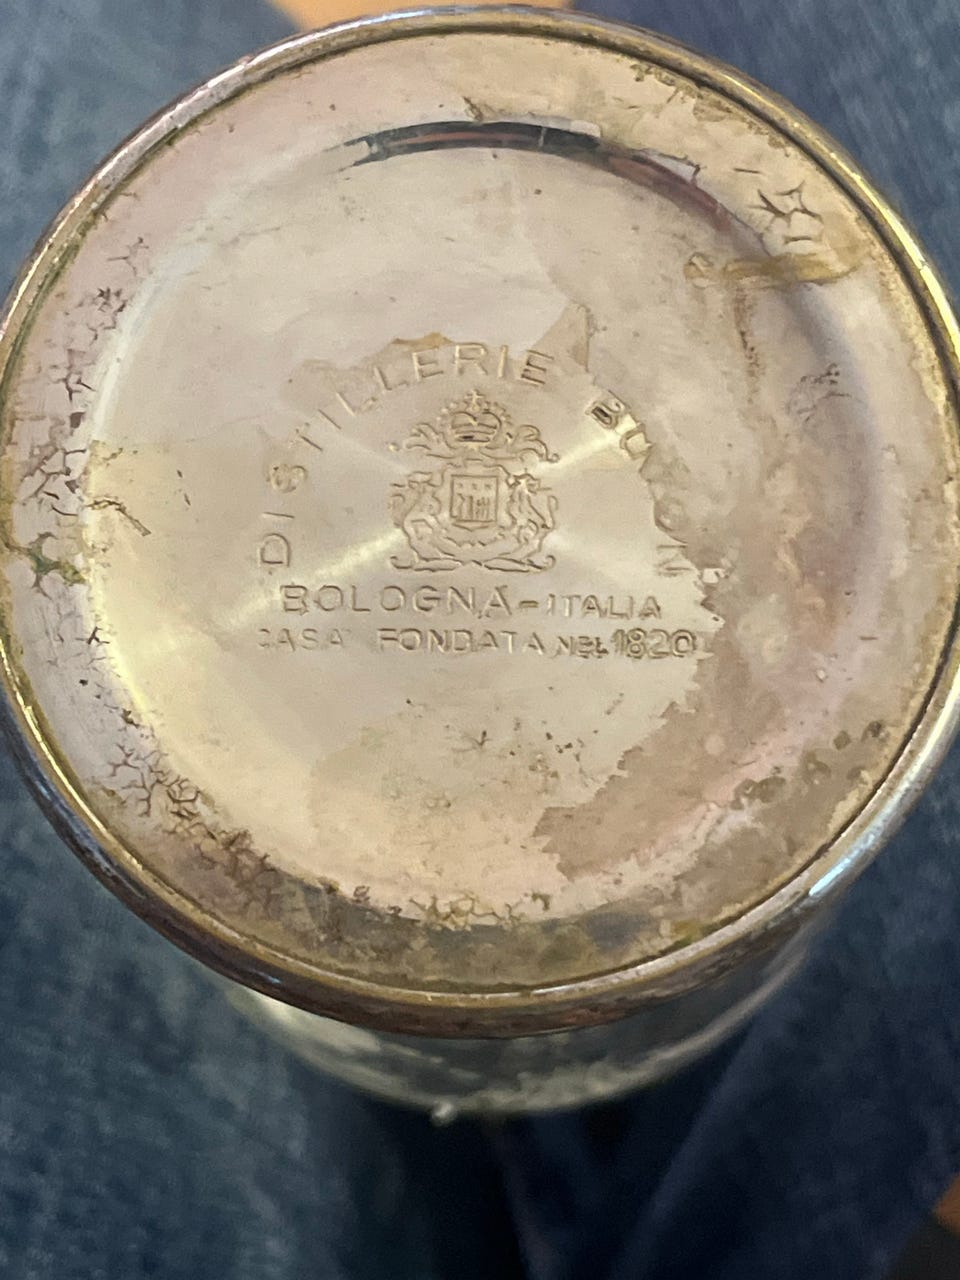 DISTILLERIE
BOLOGNA-ITALIA
CASA FONDATA NEL 1820